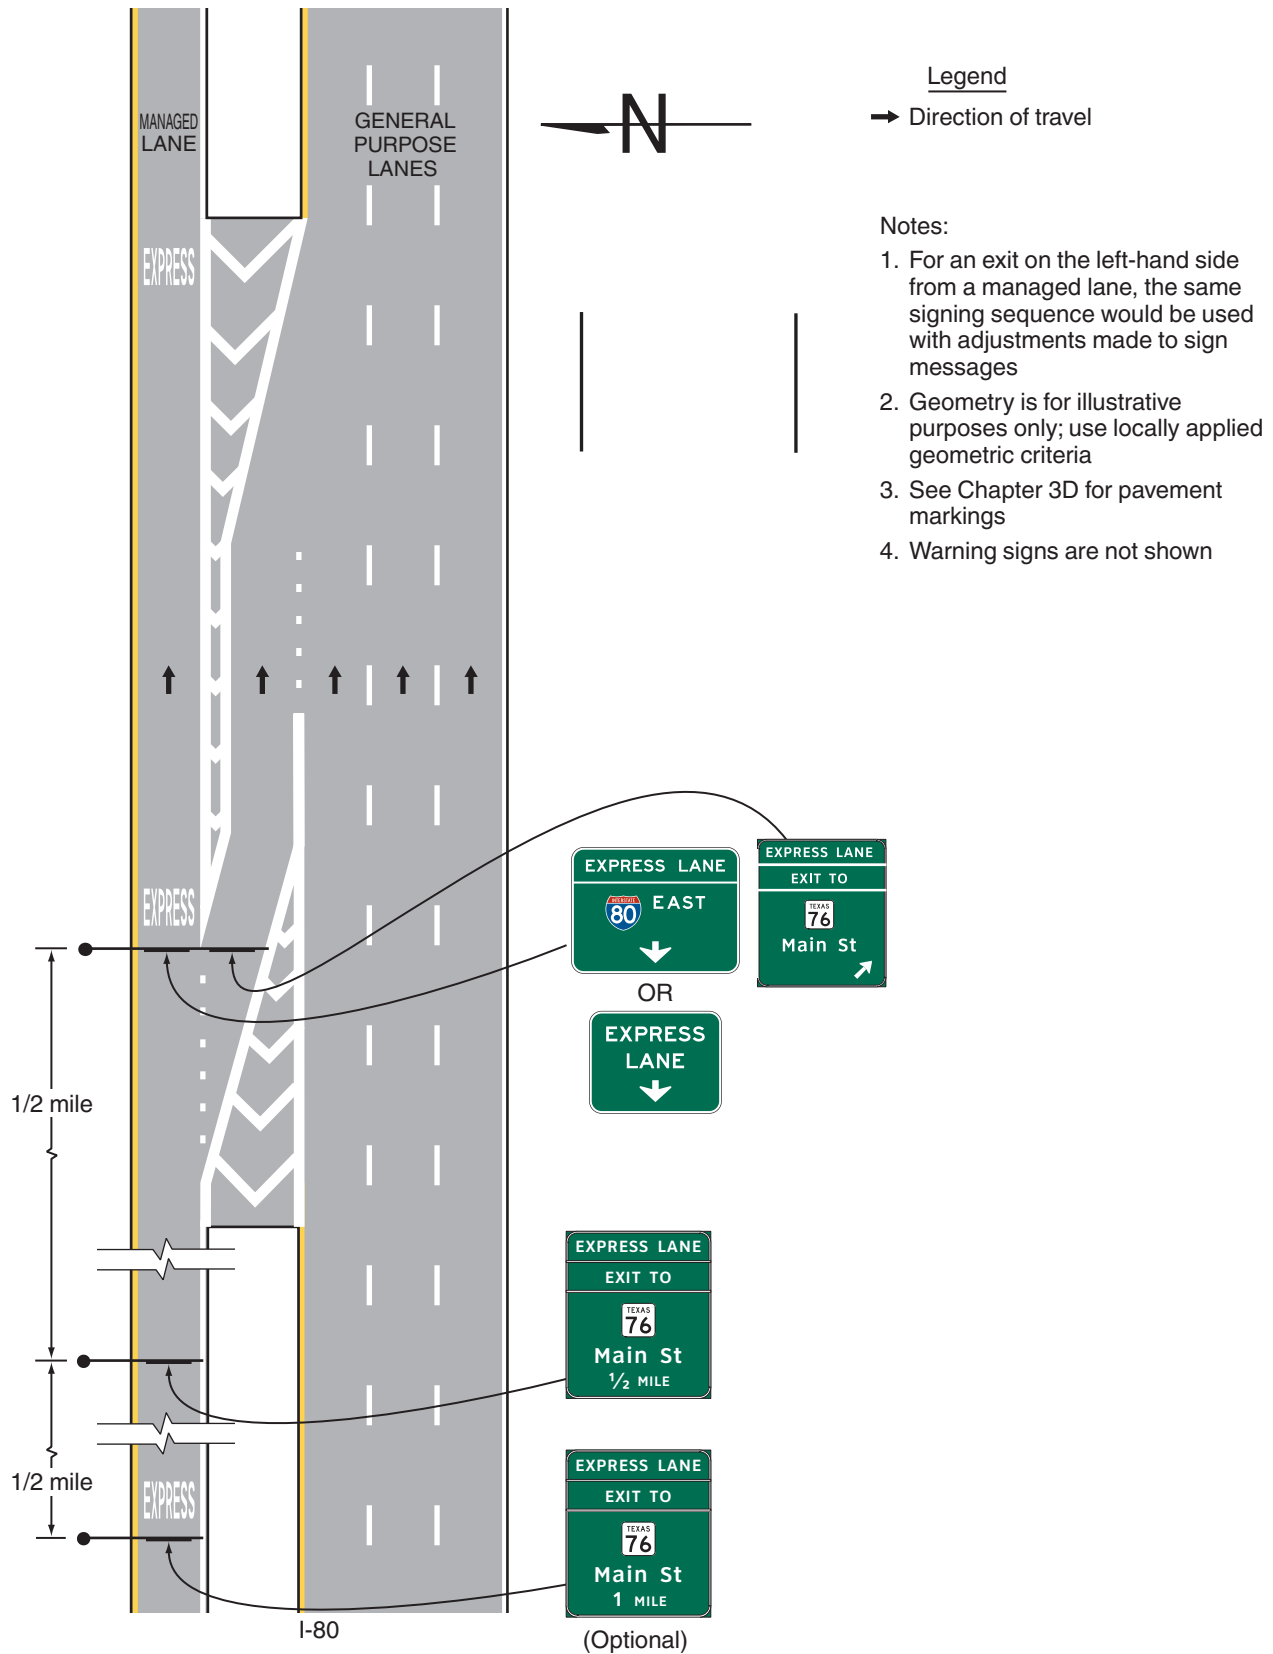 MANAGED
LANE
GENERAL
PURPOSE
LANES
N
Legend
Direction of travel
Notes:
1. For an exit on the left-hand side
from a managed lane, the same
signing sequence would be used
with adjustments made to sign
messages
2. Geometry is for illustrative
purposes only; use locally applied
geometric criteria
3. See Chapter 3D for pavement
markings
4. Warning signs are not shown
EXPRESS
EXPRESS
EXPRESS LANE
INTERSTATE
80 EAST
OR
EXPRESS
LANE
EXPRESS LANE
EXIT TO
TEXAS
76
Main St
1/2 mile
EXPRESS LANE
EXIT TO
TEXAS
76
Main St
1/2 MILE
1/2 mile
EXPRESS
EXPRESS LANE
EXIT TO
TEXAS
76
Main St
1 MILE
(Optional)
I-80